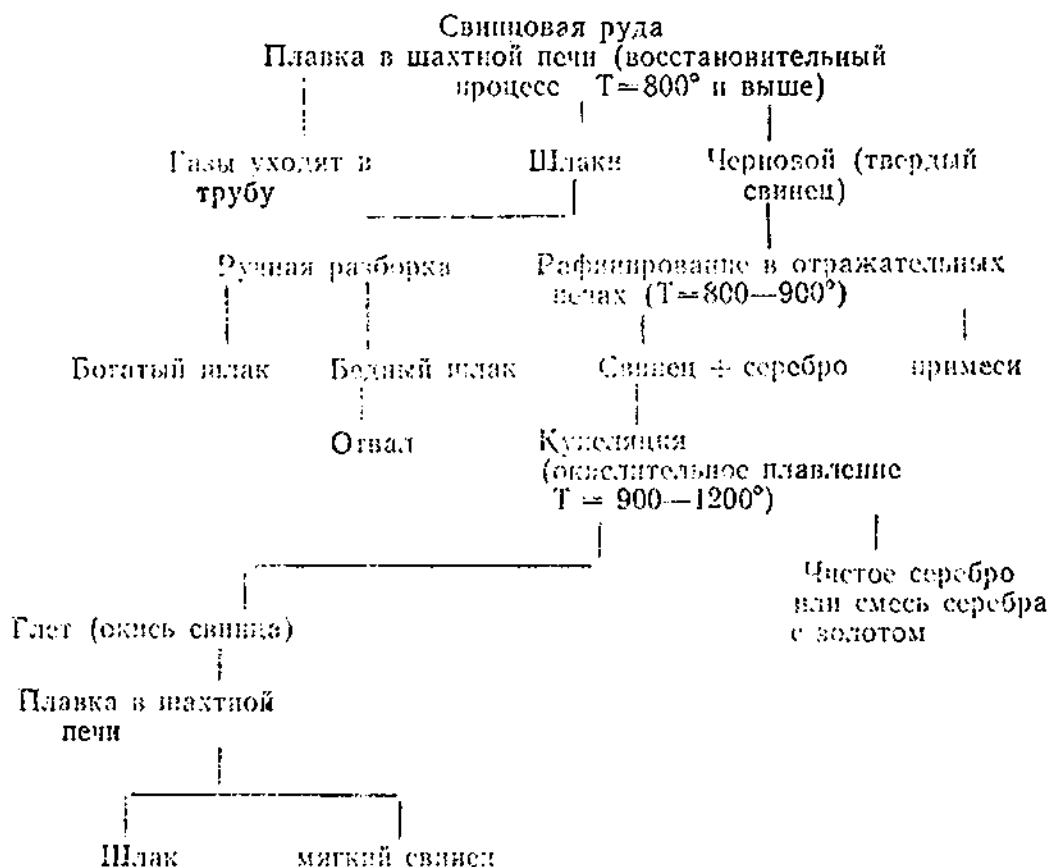 Свинцовая руда
Плавка в шахтной печи (восстановительный
процесс T=800° и выше)
Газы уходят в
трубу
Шлаки
Черновой (твердый
свинец)
Ручная разборка
Рафинирование в отражательных
печах (T=800—900°)
Богатый шлак
Бедный шлак
Свинец + серебро
примеси
Отвал
Купеляция
(окислительное плавление
T = 900—1200°)
Чистое серебро
или смесь серебра
с золотом
Глет (окись свинца)
Плавка в шахтной
печи
Шлак
мягкий свинец